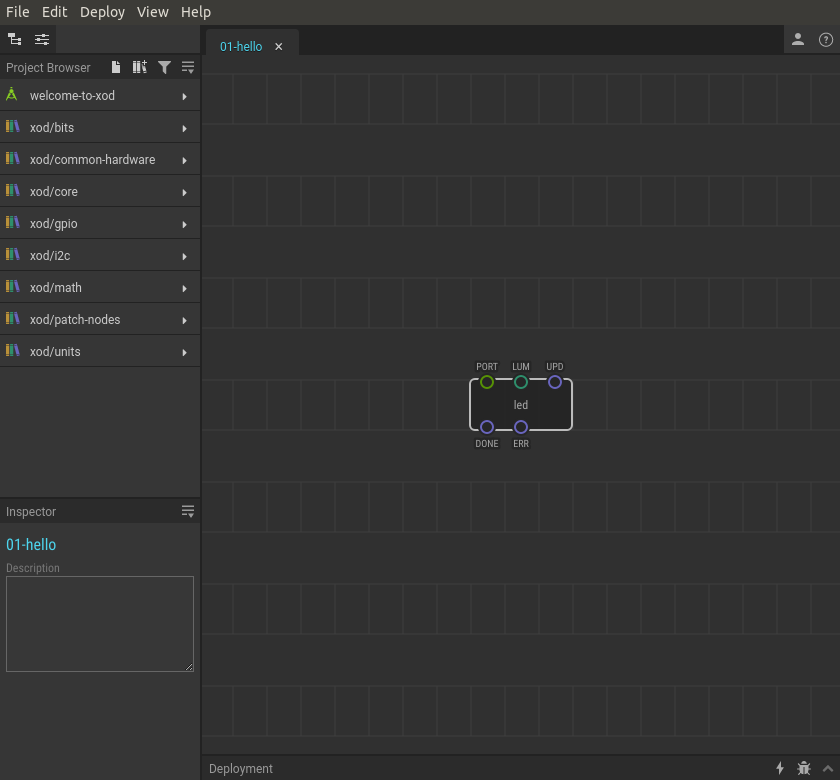 File Edit Deploy View Help
01-hello
Project Browser
welcome-to-xod
xod/bits
xod/common-hardware
xod/core
xod/gpio
xod/i2c
xod/math
xod/patch-nodes
xod/units
PORT LUM UPD
led
DONE ERR
Inspector
01-hello
Description
Deployment